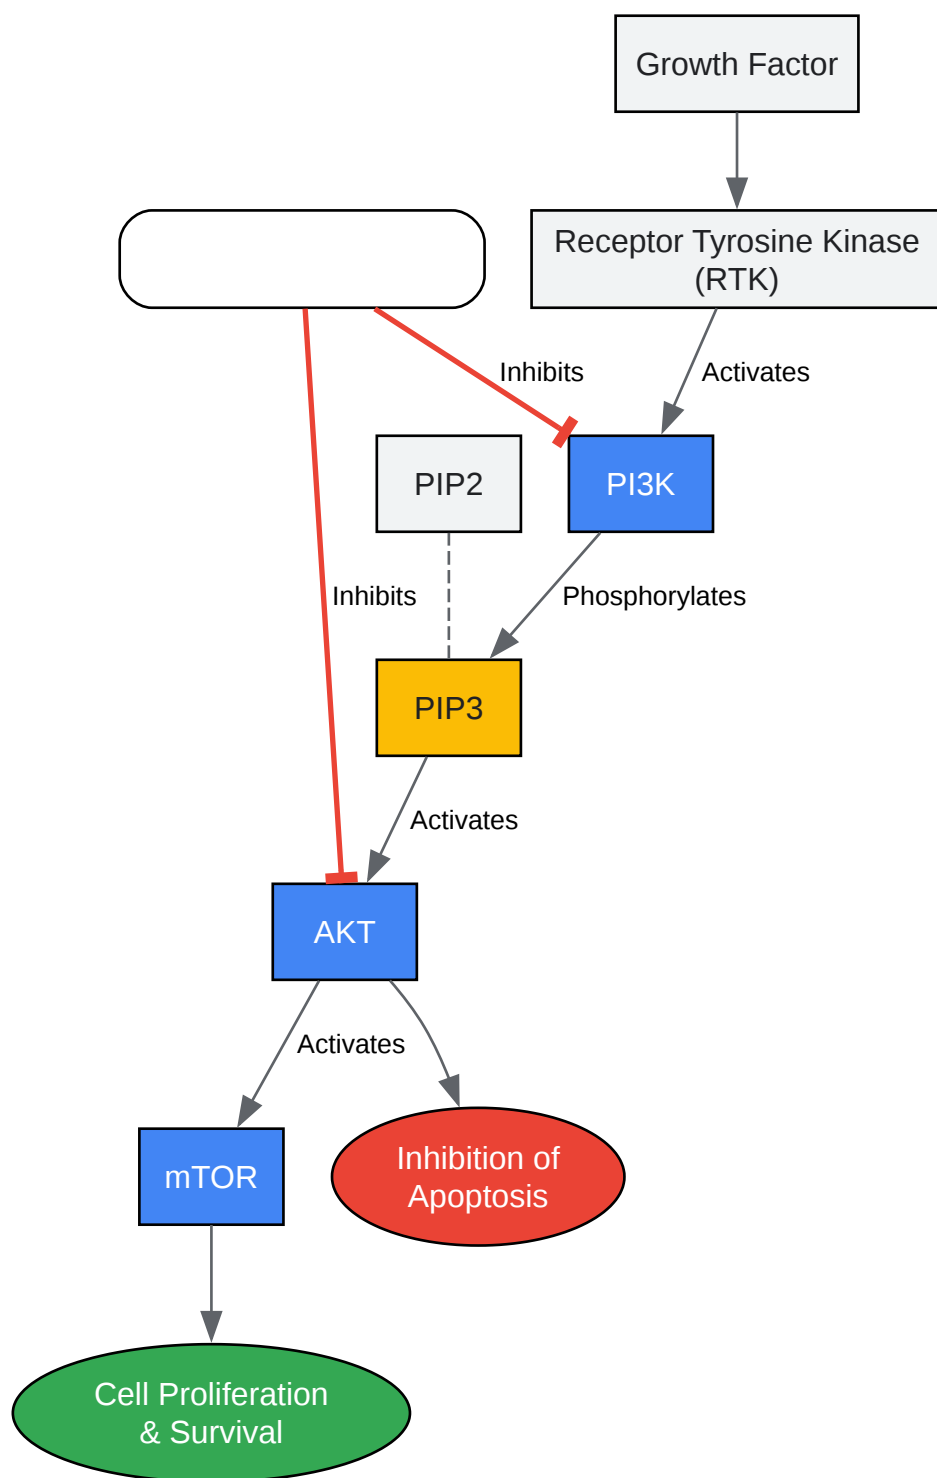 Growth Factor
Receptor Tyrosine Kinase
(RTK)
Inhibits
Activates
PIP2
PI3K
Inhibits
Phosphorylates
PIP3
Activates
AKT
Activates
mTOR
Inhibition of
Apoptosis
Cell Proliferation
& Survival